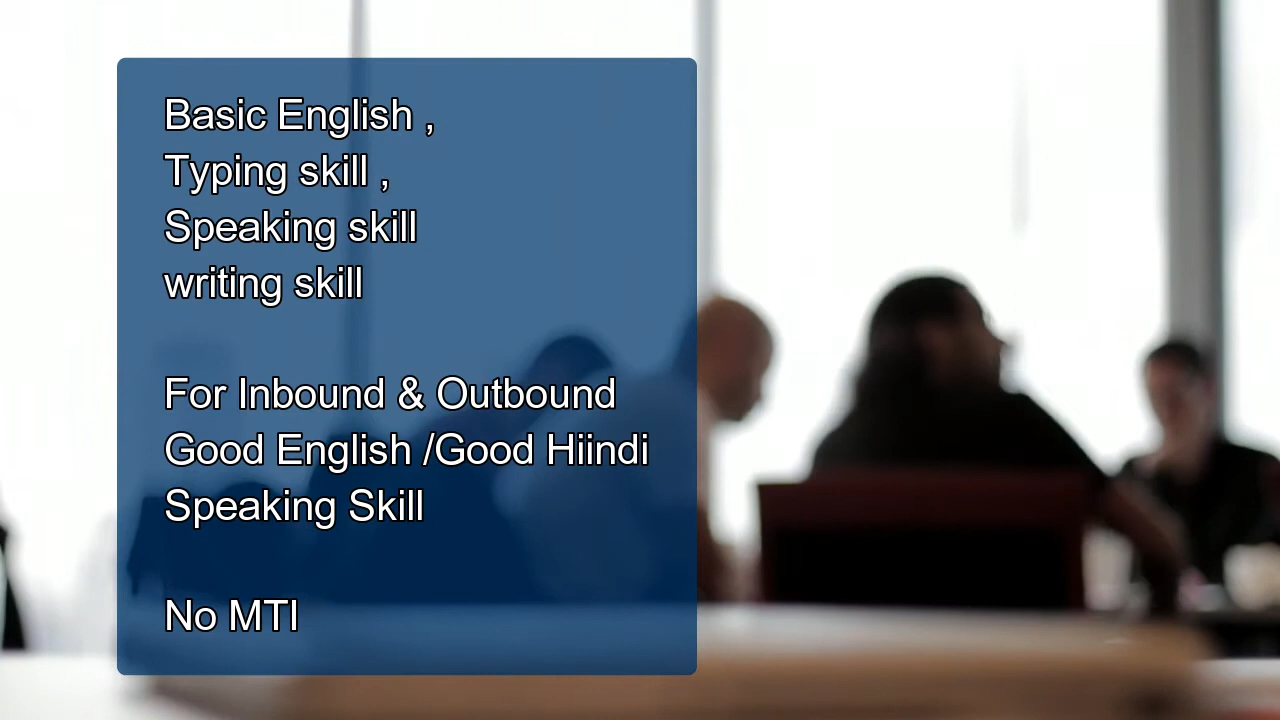 Basic English ,
Typing skill ,
Speaking skill
writing skill
For Inbound & Outbound
Good English /Good Hiindi
Speaking Skill
No MTI